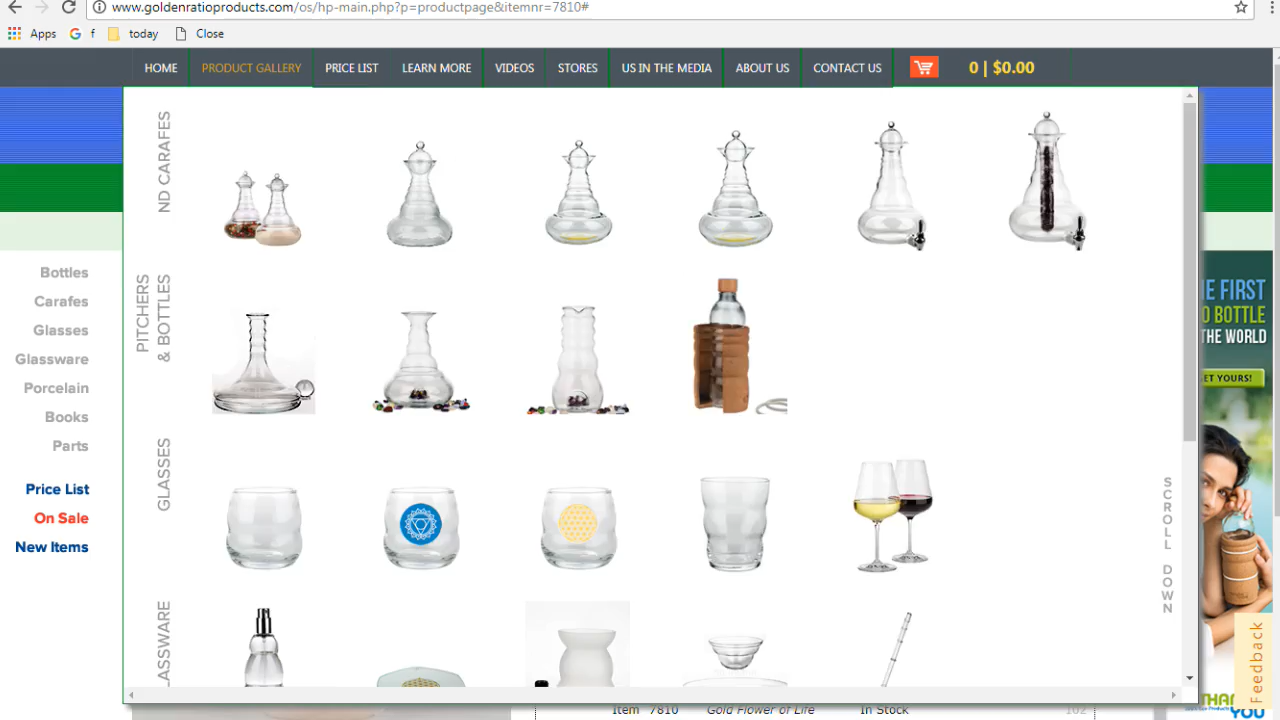 www.goldenratioproducts.com/os/hp-main.php?p=productpage&itemnr=7810#
Apps
f
today
Close
HOME
PRODUCT GALLERY
PRICE LIST
LEARN MORE
VIDEOS
STORES
US IN THE MEDIA
ABOUT US
CONTACT US
0 | $0.00
ND CARAFES
PITCHERS
& BOTTLES
GLASSES
ASSWARE
Bottles
Carafes
Glasses
Glassware
Porcelain
Books
Parts
Price List
On Sale
New Items
SCROLL DOWN
E FIRST
O BOTTLE
THE WORLD
ET YOURS!
Feedback
THAN
YOU
Item 7810 Gold Flower of Life In Stock 162